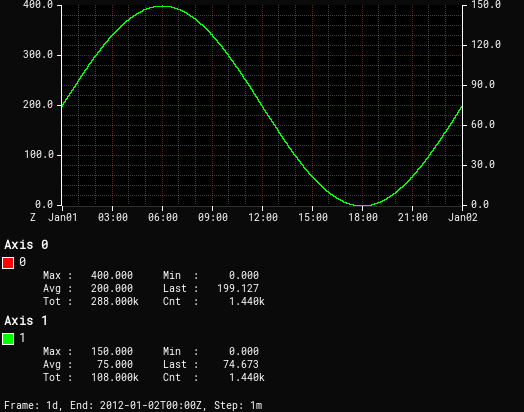 400.0 150.0
120.0
300.0
90.0
200.0
60.0
100.0
30.0
0.0 0.0
Z Jan01 03:00 06:00 09:00 12:00 15:00 18:00 21:00 Jan02
Axis 0
0
Max : 400.000 Min : 0.000
Avg : 200.000 Last : 199.127
Tot : 288.000k Cnt : 1.440k
Axis 1
1
Max : 150.000 Min : 0.000
Avg : 75.000 Last : 74.673
Tot : 108.000k Cnt : 1.440k
Frame: 1d, End: 2012-01-02T00:00Z, Step: 1m